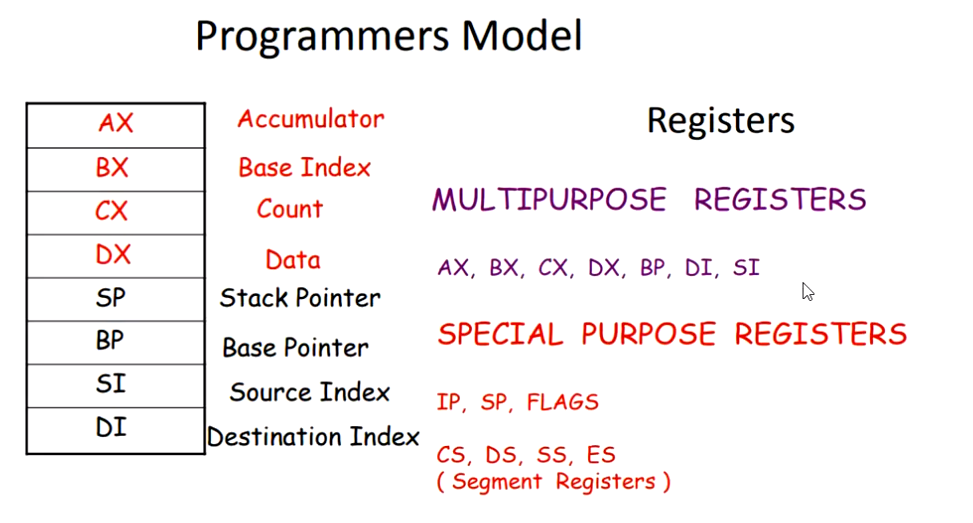 Programmers Model
AX Accumulator
BX Base Index
CX Count
DX Data
SP Stack Pointer
BP Base Pointer
SI Source Index
DI Destination Index
Registers
MULTIPURPOSE REGISTERS
AX, BX, CX, DX, BP, DI, SI
SPECIAL PURPOSE REGISTERS
IP, SP, FLAGS
CS, DS, SS, ES
( Segment Registers )